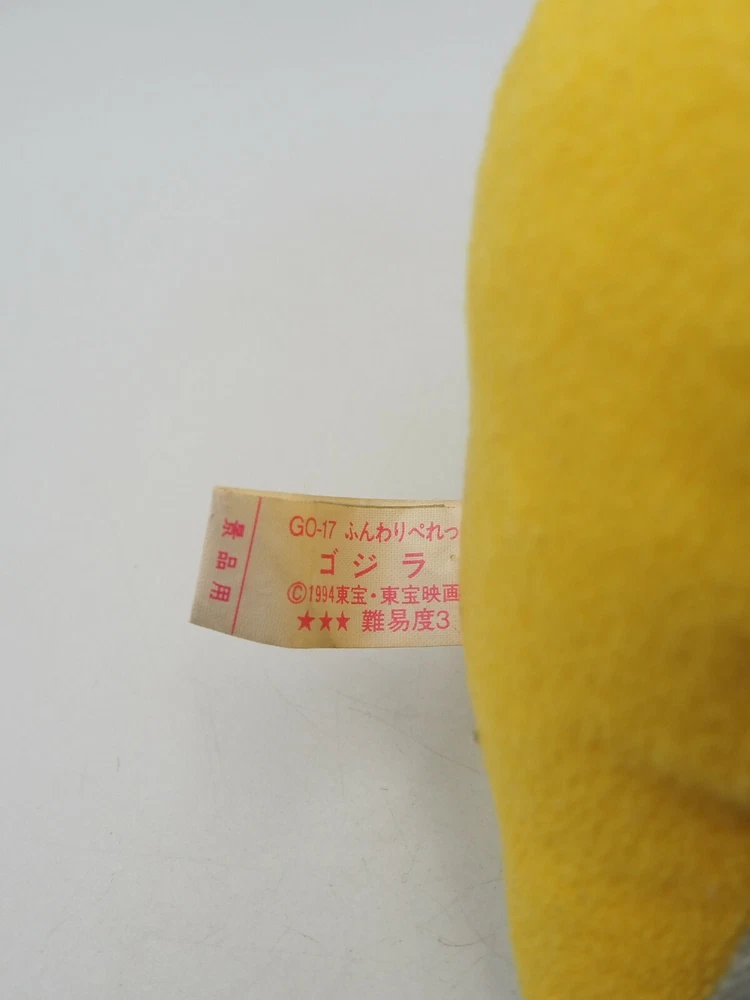 景品用
GO-17 ふんわりぺれっ
ゴジラ
©1994東宝・東宝映画
★★★ 難易度3